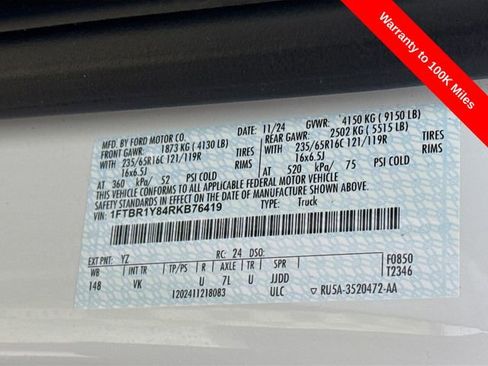 Warranty to 100K Miles
MFD. BY FORD MOTOR CO.
DATE: 11/24 GVWR: 4150 KG ( 9150 LB)
FRONT GAWR: 1873 KG ( 4130 LB) REAR GAWR: 2502 KG ( 5515 LB)
235/65R16C 121/119R TIRES WITH 235/65R16C 121/119R TIRES
16x6.5J RIMS 16x6.5J
AT 360 kPa/ 52 PSI COLD AT 520 kPa/ 75 PSI COLD
THIS VEHICLE CONFORMS TO ALL APPLICABLE FEDERAL MOTOR VEHICLE
SAFETY STANDARDS IN EFFECT ON THE DATE OF MANUFACTURE SHOWN ABOVE.
VIN: 1FTBR1Y84RKB76419 TYPE: Truck
EXT PNT: YZ RC: 24 DSO: F0850
WB INT TR TP/PS R AXLE TR SPR T2346
148 VK U 7L U JJDD
1202411218083 ULC ▽ RU5A-3520472-AA